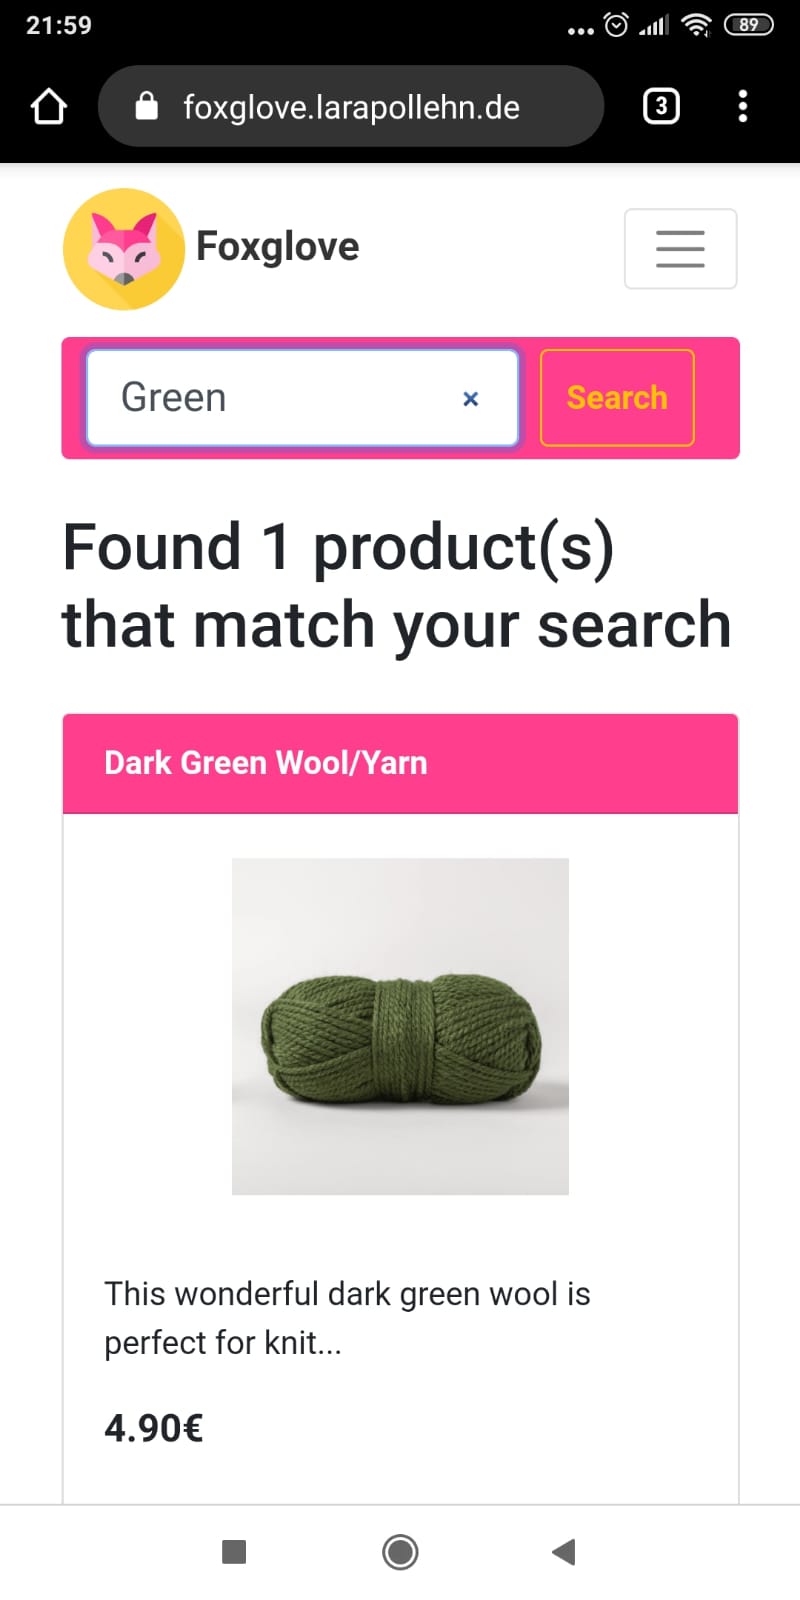 21:59
89
foxglove.larapollehn.de
3
Foxglove
Green
Search
Found 1 product(s)
that match your search
Dark Green Wool/Yarn
This wonderful dark green wool is
perfect for knit...
4.90€